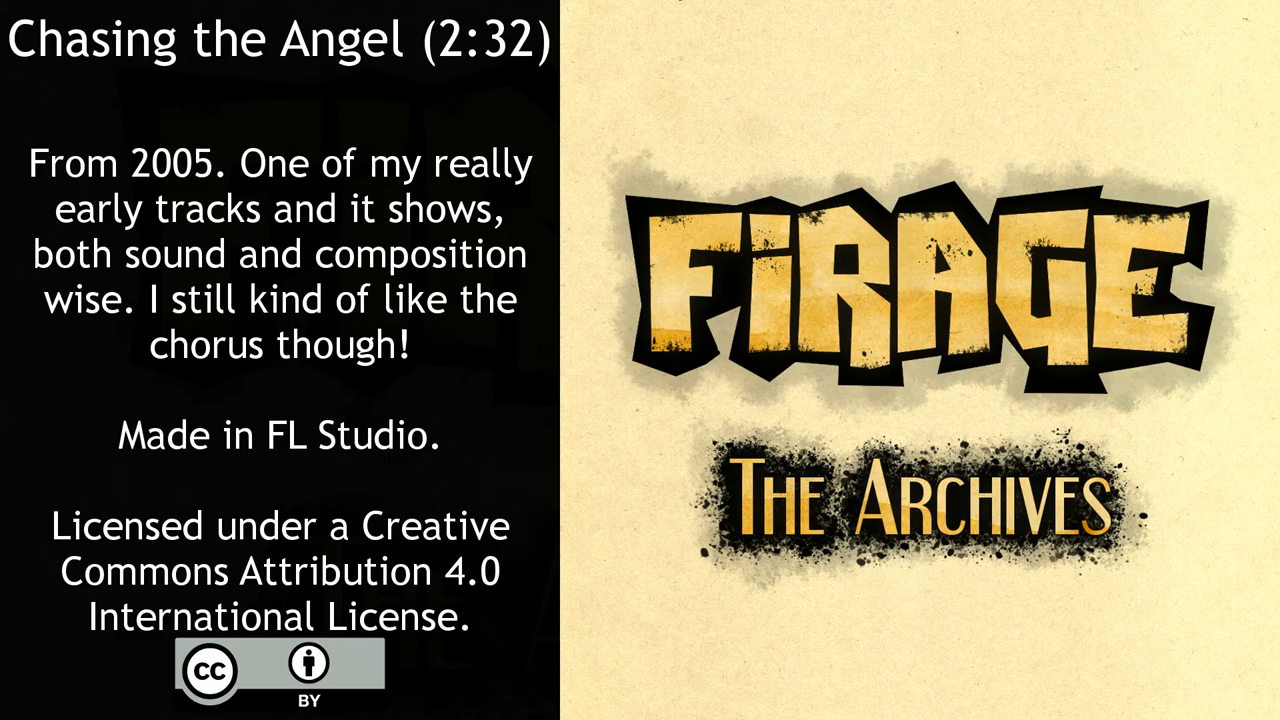 Chasing the Angel (2:32)
From 2005. One of my really
early tracks and it shows,
both sound and composition
wise. I still kind of like the
chorus though!
Made in FL Studio.
Licensed under a Creative
Commons Attribution 4.0
International License.
CC
BY
FiRAGE
THE ARCHIVES